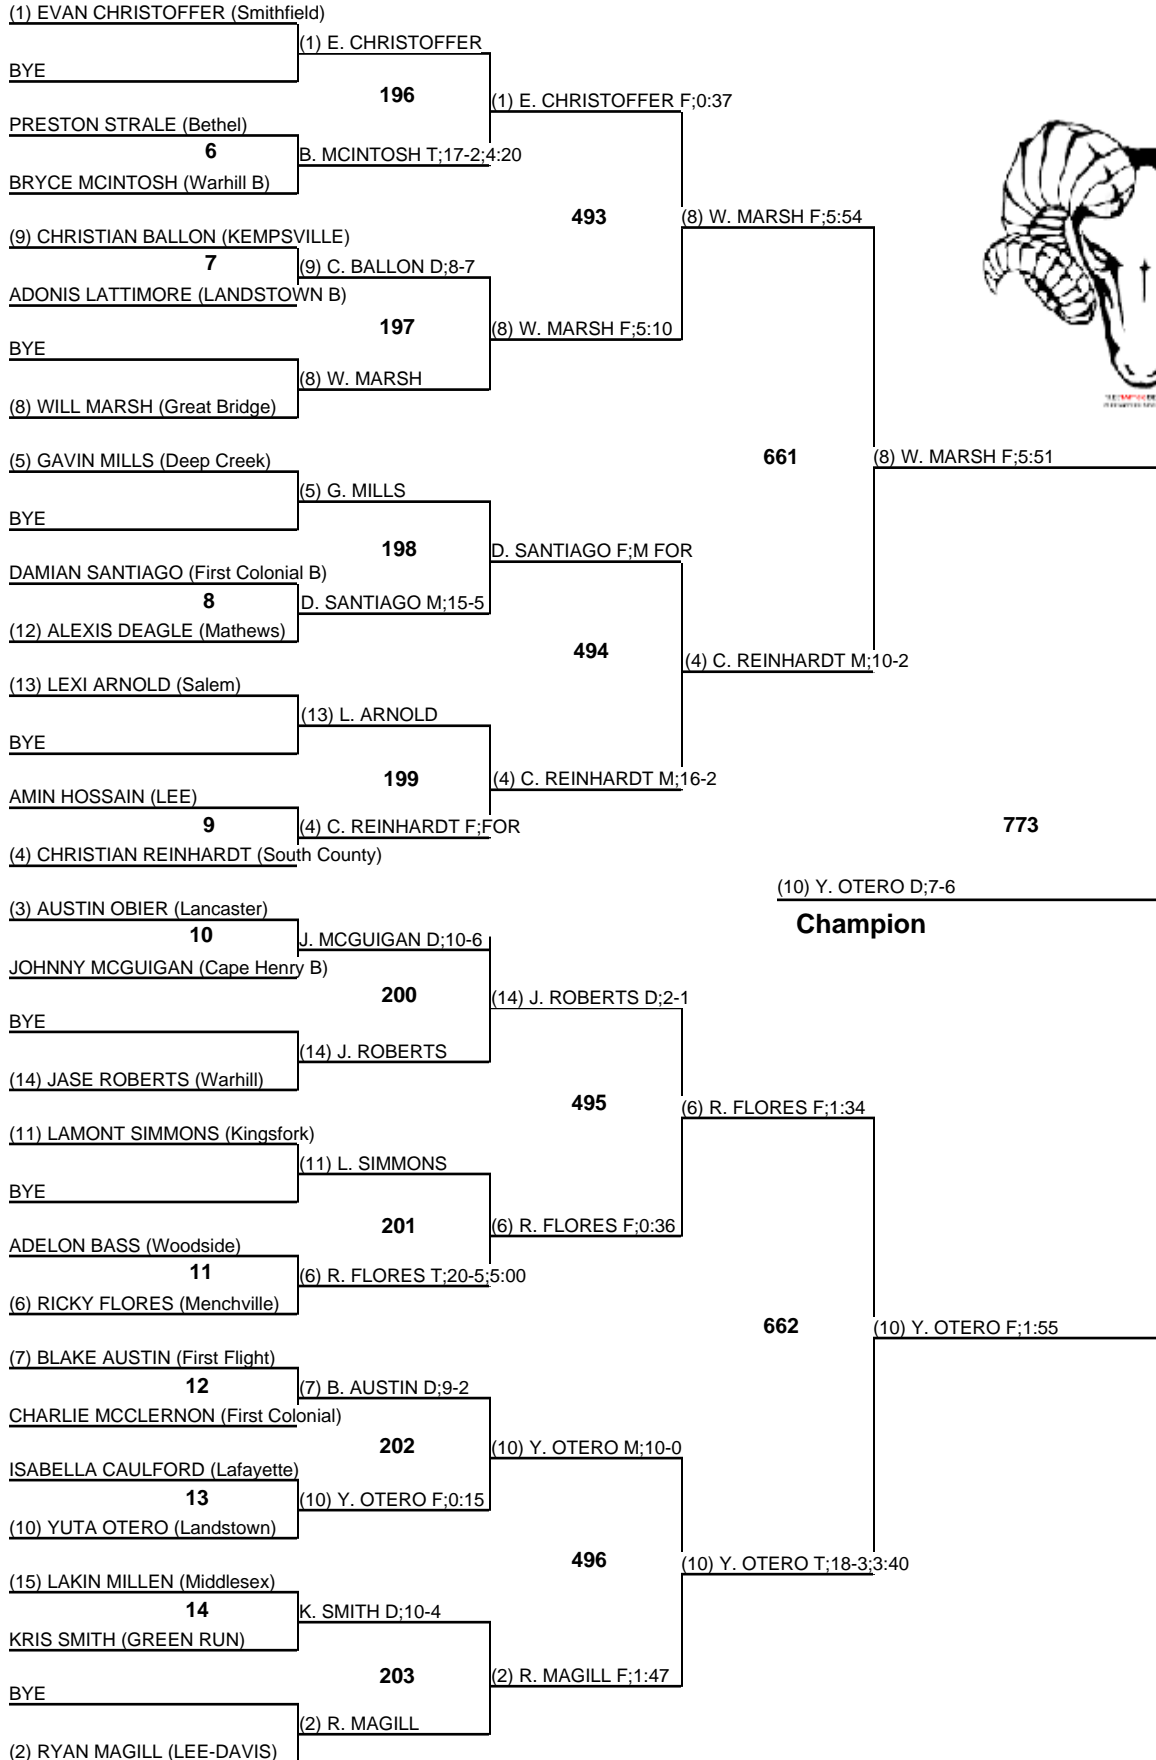 (1) EVAN CHRISTOFFER (Smithfield)
(1) E. CHRISTOFFER
BYE
196
(1) E. CHRISTOFFER F;0:37
PRESTON STRALE (Bethel)
6
B. MCINTOSH T;17-2;4:20
BRYCE MCINTOSH (Warhill B)
493
(8) W. MARSH F;5:54
(9) CHRISTIAN BALLON (KEMPSVILLE)
7
(9) C. BALLON D;8-7
ADONIS LATTIMORE (LANDSTOWN B)
197
(8) W. MARSH F;5:10
BYE
(8) W. MARSH
(8) WILL MARSH (Great Bridge)
661
(8) W. MARSH F;5:51
(5) GAVIN MILLS (Deep Creek)
(5) G. MILLS
BYE
198
D. SANTIAGO F;M FOR
DAMIAN SANTIAGO (First Colonial B)
8
D. SANTIAGO M;15-5
(12) ALEXIS DEAGLE (Mathews)
494
(4) C. REINHARDT M;10-2
(13) LEXI ARNOLD (Salem)
(13) L. ARNOLD
BYE
199
(4) C. REINHARDT M;16-2
AMIN HOSSAIN (LEE)
9
(4) C. REINHARDT F;FOR
(4) CHRISTIAN REINHARDT (South County)
773
(10) Y. OTERO D;7-6
Champion
(3) AUSTIN OBIER (Lancaster)
10
J. MCGUIGAN D;10-6
JOHNNY MCGUIGAN (Cape Henry B)
200
(14) J. ROBERTS D;2-1
BYE
(14) J. ROBERTS
(14) JASE ROBERTS (Warhill)
495
(6) R. FLORES F;1:34
(11) LAMONT SIMMONS (Kingsfork)
(11) L. SIMMONS
BYE
201
(6) R. FLORES F;0:36
ADELON BASS (Woodside)
11
(6) R. FLORES T;20-5;5:00
(6) RICKY FLORES (Menchville)
662
(10) Y. OTERO F;1:55
(7) BLAKE AUSTIN (First Flight)
12
(7) B. AUSTIN D;9-2
CHARLIE MCCLERNON (First Colonial)
202
(10) Y. OTERO M;10-0
ISABELLA CAULFORD (Lafayette)
13
(10) Y. OTERO F;0:15
(10) YUTA OTERO (Landstown)
496
(10) Y. OTERO T;18-3;3:40
(15) LAKIN MILLEN (Middlesex)
14
K. SMITH D;10-4
KRIS SMITH (GREEN RUN)
203
(2) R. MAGILL F;1:47
BYE
(2) R. MAGILL
(2) RYAN MAGILL (LEE-DAVIS)